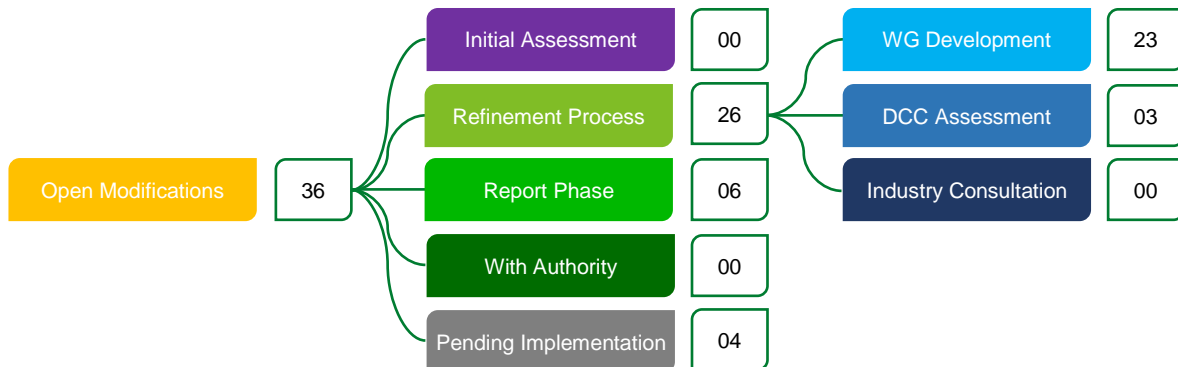 Initial Assessment 00 WG Development 23
Refinement Process 26 DCC Assessment 03
Open Modifications 36 Report Phase 06 Industry Consultation 00
With Authority 00
Pending Implementation 04